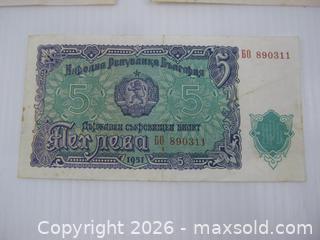 Народна Република България
БО 890311
5
5 5
Държавен съкровищен билет
Пет лева
БО 890311
1951
5
Copyright © 2026 - maxsold.com